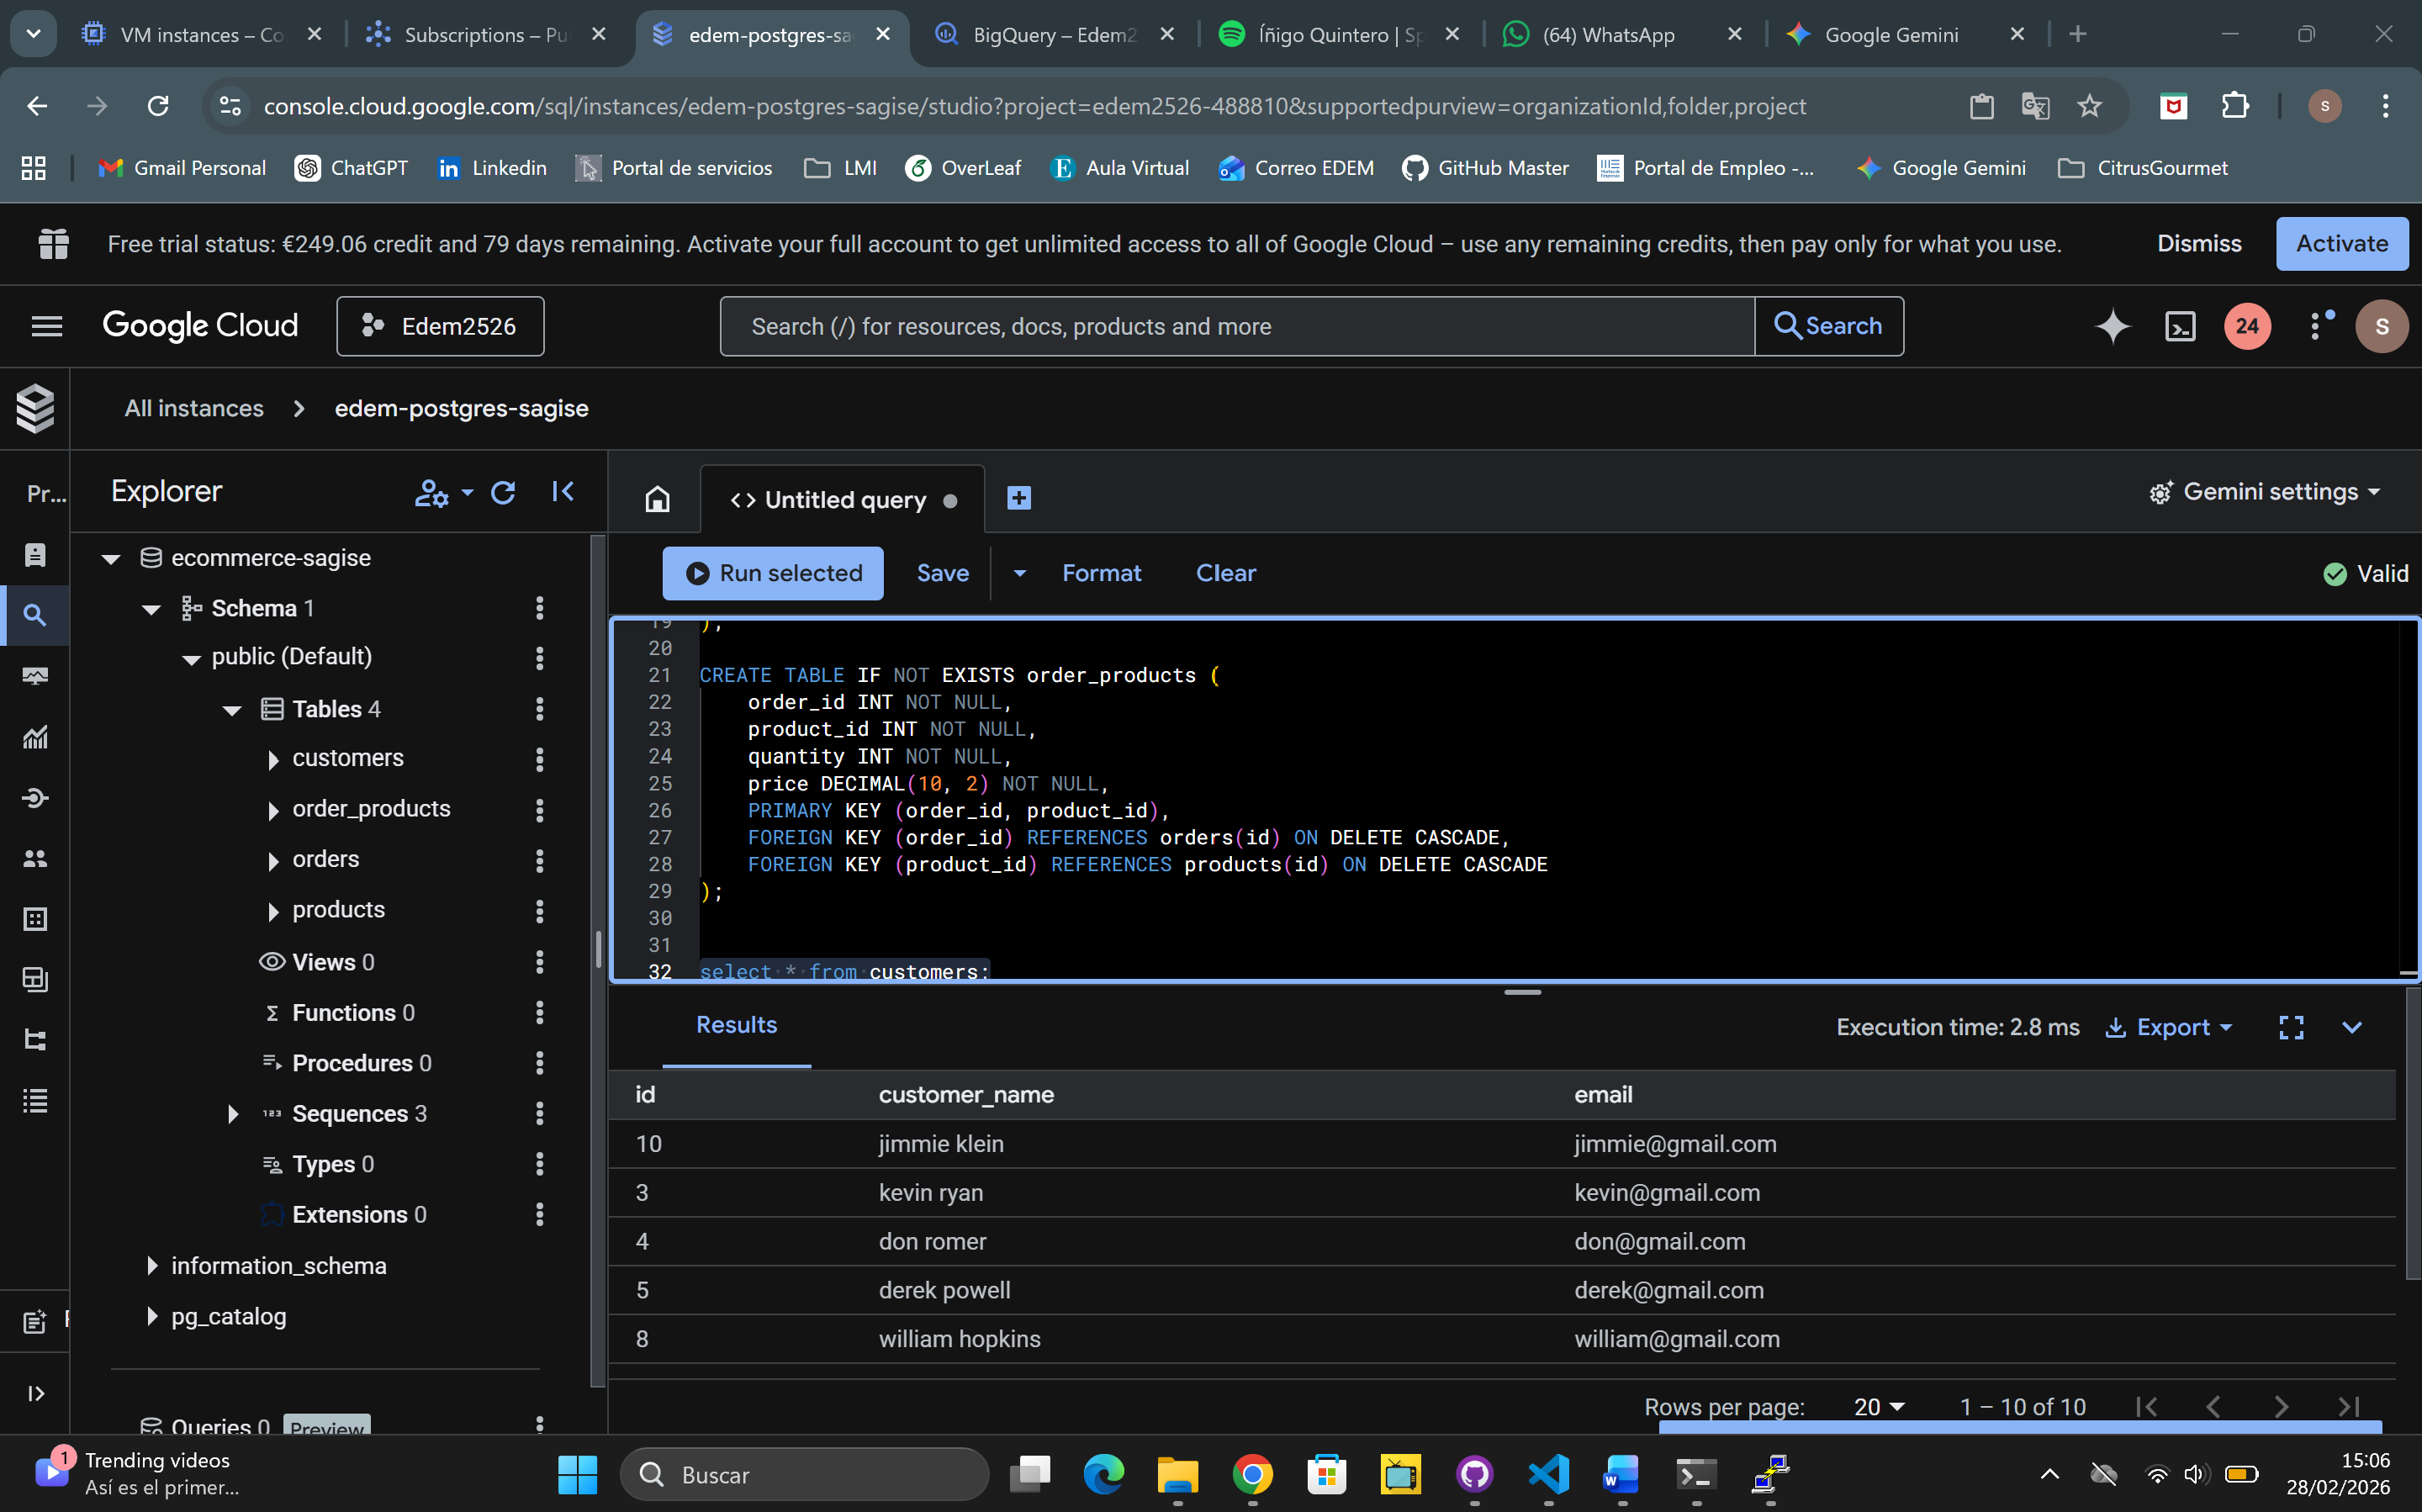 VM instances – Co
Subscriptions – Pu
edem-postgres-sa
BigQuery – Edem2
Íñigo Quintero | Sp
(64) WhatsApp
Google Gemini
console.cloud.google.com/sql/instances/edem-postgres-sagise/studio?project=edem2526-488810&supportedpurview=organizationId,folder,project
S
Gmail Personal
ChatGPT
Linkedin
Portal de servicios
LMI
OverLeaf
Aula Virtual
Correo EDEM
GitHub Master
Portal de Empleo -...
Google Gemini
CitrusGourmet
Free trial status: €249.06 credit and 79 days remaining. Activate your full account to get unlimited access to all of Google Cloud – use any remaining credits, then pay only for what you use.
Dismiss
Activate
Google Cloud
Edem2526
Search (/) for resources, docs, products and more
Search
24
S
All instances
edem-postgres-sagise
Pr...
Explorer
<> Untitled query
Gemini settings
Run selected
Save
Format
Clear
Valid
ecommerce-sagise
Schema 1
public (Default)
Tables 4
customers
order_products
orders
products
Views 0
Functions 0
Procedures 0
Sequences 3
Types 0
Extensions 0
information_schema
pg_catalog
Queries 0 Preview
19 );
20
21 CREATE TABLE IF NOT EXISTS order_products (
22 order_id INT NOT NULL,
23 product_id INT NOT NULL,
24 quantity INT NOT NULL,
25 price DECIMAL(10, 2) NOT NULL,
26 PRIMARY KEY (order_id, product_id),
27 FOREIGN KEY (order_id) REFERENCES orders(id) ON DELETE CASCADE,
28 FOREIGN KEY (product_id) REFERENCES products(id) ON DELETE CASCADE
29 );
30
31
32 select * from customers;
Results
Execution time: 2.8 ms
Export
id customer_name email
10 jimmie klein jimmie@gmail.com
3 kevin ryan kevin@gmail.com
4 don romer don@gmail.com
5 derek powell derek@gmail.com
8 william hopkins william@gmail.com
Rows per page: 20 1 – 10 of 10
1
Trending videos
Así es el primer...
Buscar
15:06
28/02/2026